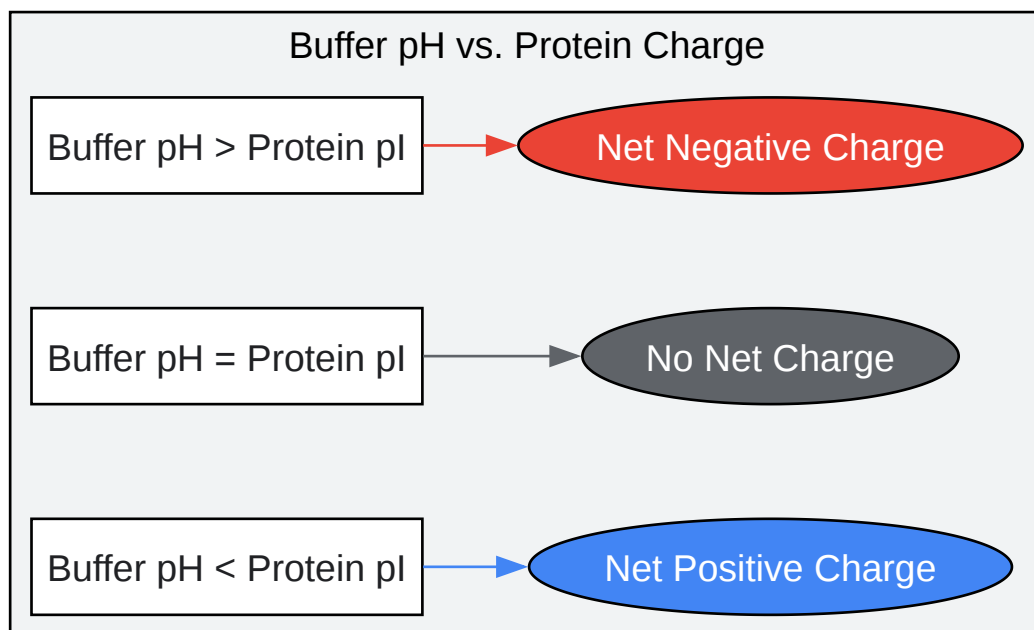 Buffer pH vs. Protein Charge
Buffer pH > Protein pI
Net Negative Charge
Buffer pH = Protein pI
No Net Charge
Buffer pH < Protein pI
Net Positive Charge